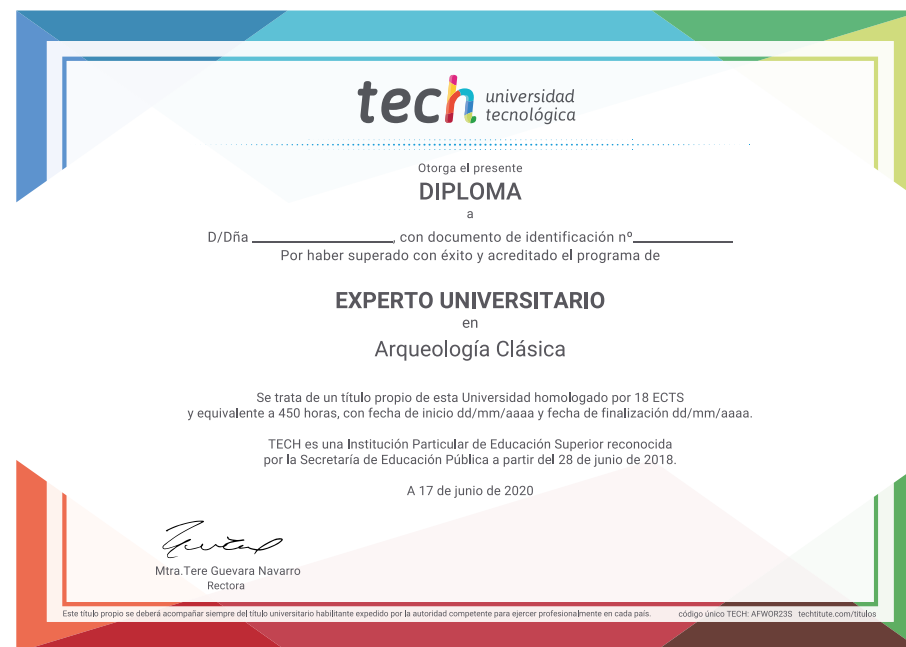 tech universidad
tecnológica
Otorga el presente
DIPLOMA
a
D/Dña ____________________, con documento de identificación nº______________
Por haber superado con éxito y acreditado el programa de
EXPERTO UNIVERSITARIO
en
Arqueología Clásica
Se trata de un título propio de esta Universidad homologado por 18 ECTS
y equivalente a 450 horas, con fecha de inicio dd/mm/aaaa y fecha de finalización dd/mm/aaaa.
TECH es una Institución Particular de Educación Superior reconocida
por la Secretaría de Educación Pública a partir del 28 de junio de 2018.
A 17 de junio de 2020
Mtra.Tere Guevara Navarro
Rectora
Este título propio se deberá acompañar siempre del título universitario habilitante expedido por la autoridad competente para ejercer profesionalmente en cada país. código único TECH: AFWOR23S techtitute.com/titulos